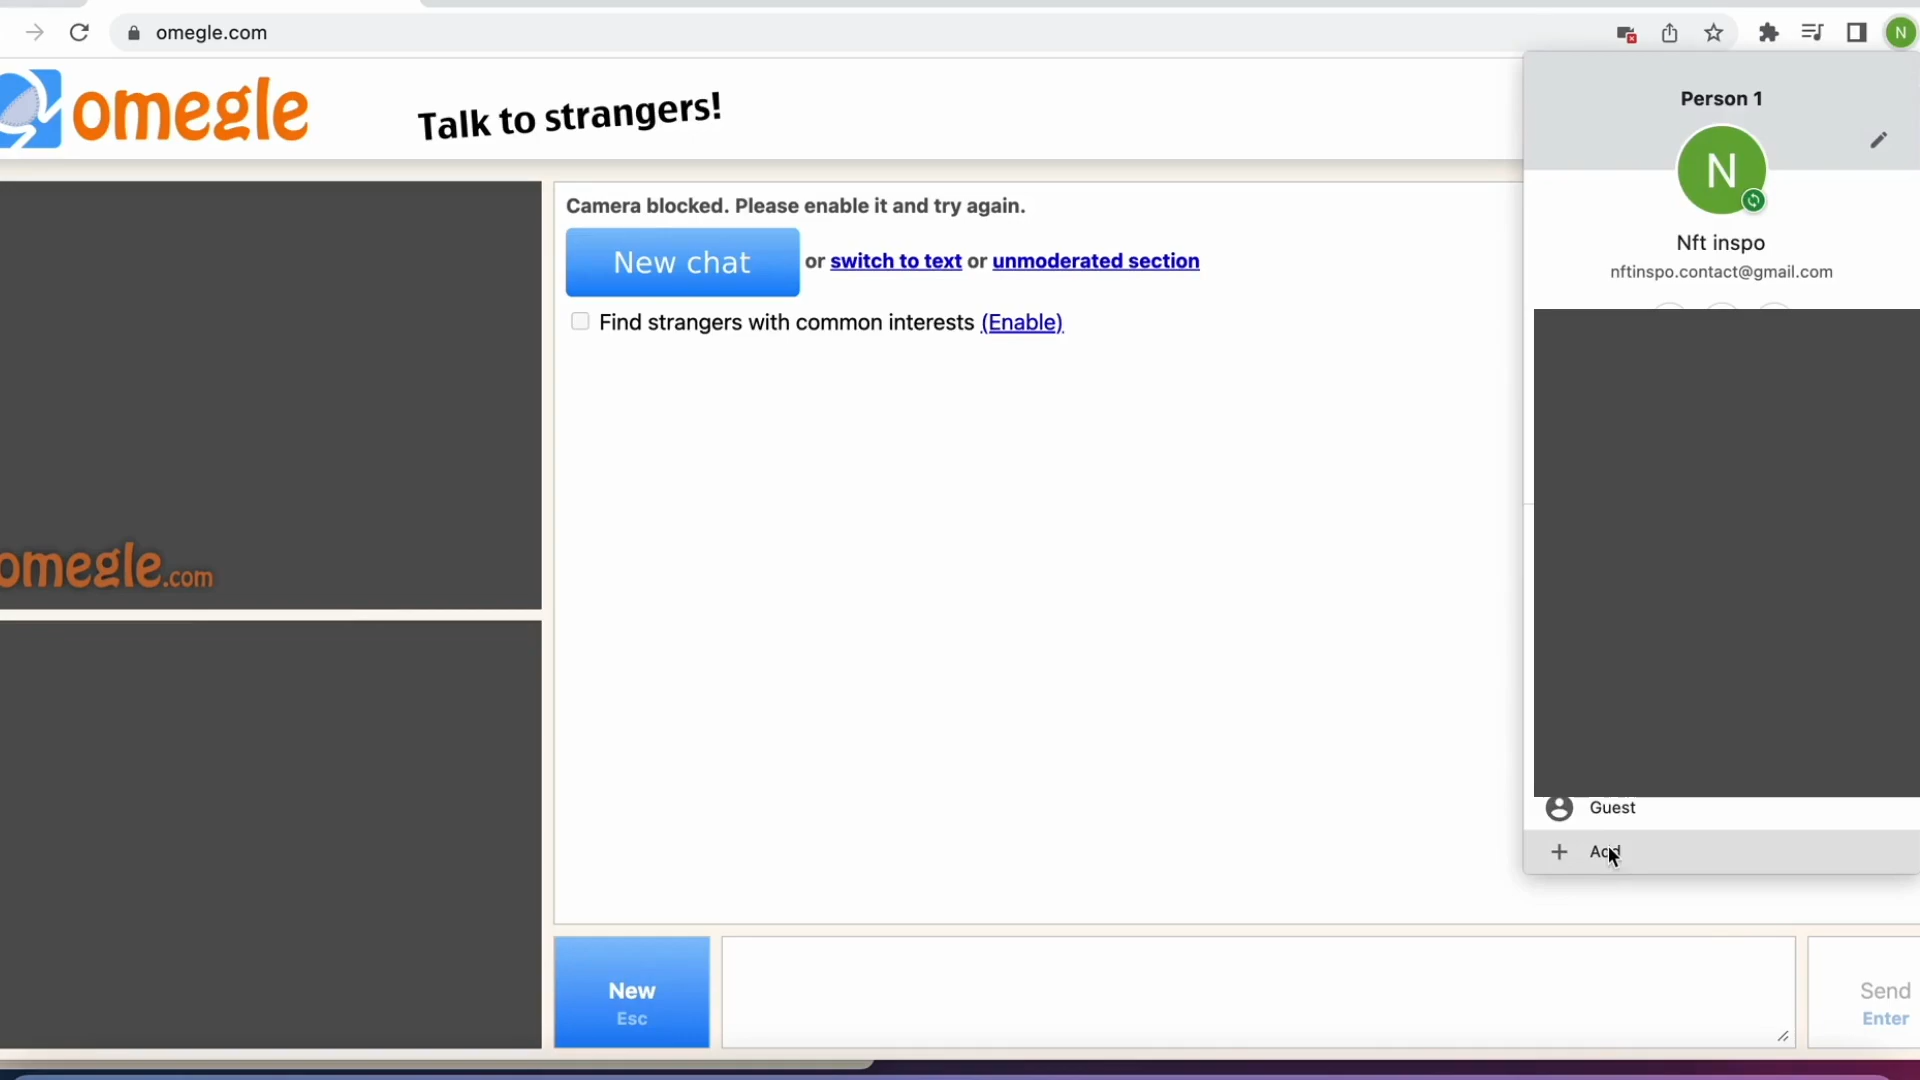 omegle.com
N
omegle
Talk to strangers!
Person 1
N
Nft inspo
nftinspo.contact@gmail.com
Camera blocked. Please enable it and try again.
New chat or switch to text or unmoderated section
Find strangers with common interests (Enable)
omegle.com
Guest
Add
New
Esc
Send
Enter